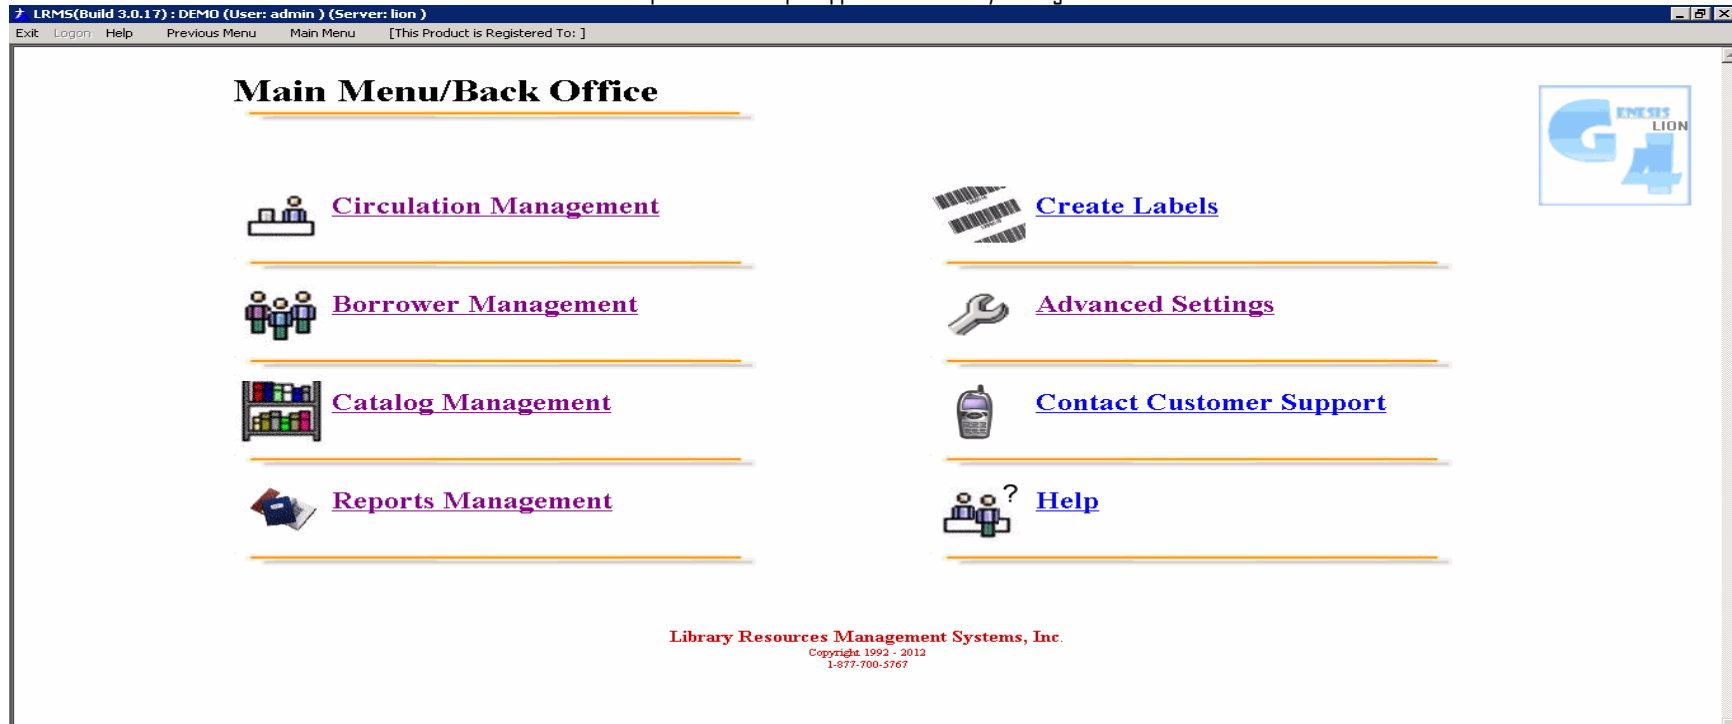 LRMS(Build 3.0.17) : DEMO (User: admin ) (Server: lion )
Exit Logon Help Previous Menu Main Menu [This Product is Registered To: ]
Main Menu/Back Office
GENESIS
LION
G4
Circulation Management
Create Labels
Borrower Management
Advanced Settings
Catalog Management
Contact Customer Support
Reports Management
? Help
Library Resources Management Systems, Inc.
Copyright 1992 - 2012
1-877-700-5767